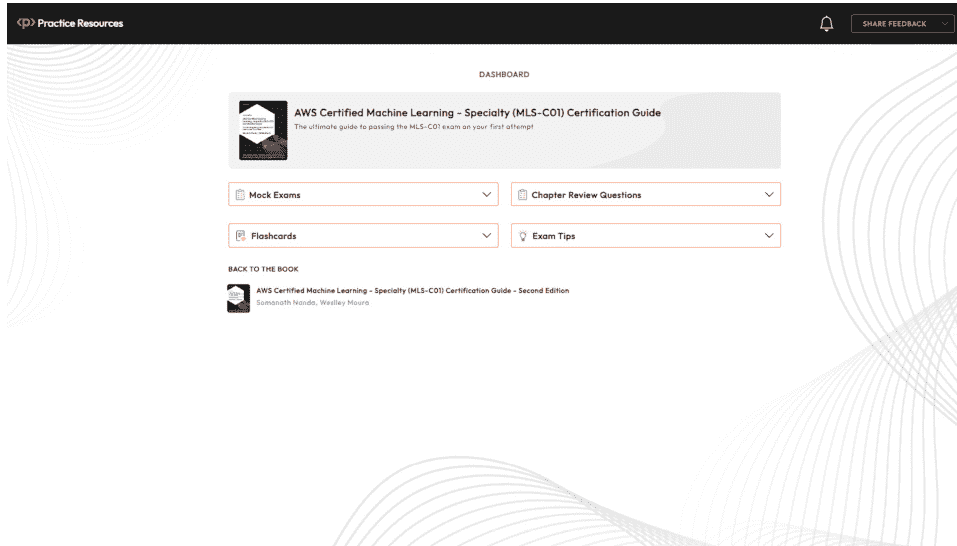 <p> Practice Resources
SHARE FEEDBACK
DASHBOARD
AWS Certified Machine Learning - Specialty (MLS-C01) Certification Guide
The ultimate guide to passing the MLS-C01 exam on your first attempt
Mock Exams
Chapter Review Questions
Flashcards
Exam Tips
BACK TO THE BOOK
AWS Certified Machine Learning - Specialty (MLS-C01) Certification Guide - Second Edition
Somanath Nanda, Weslley Moura